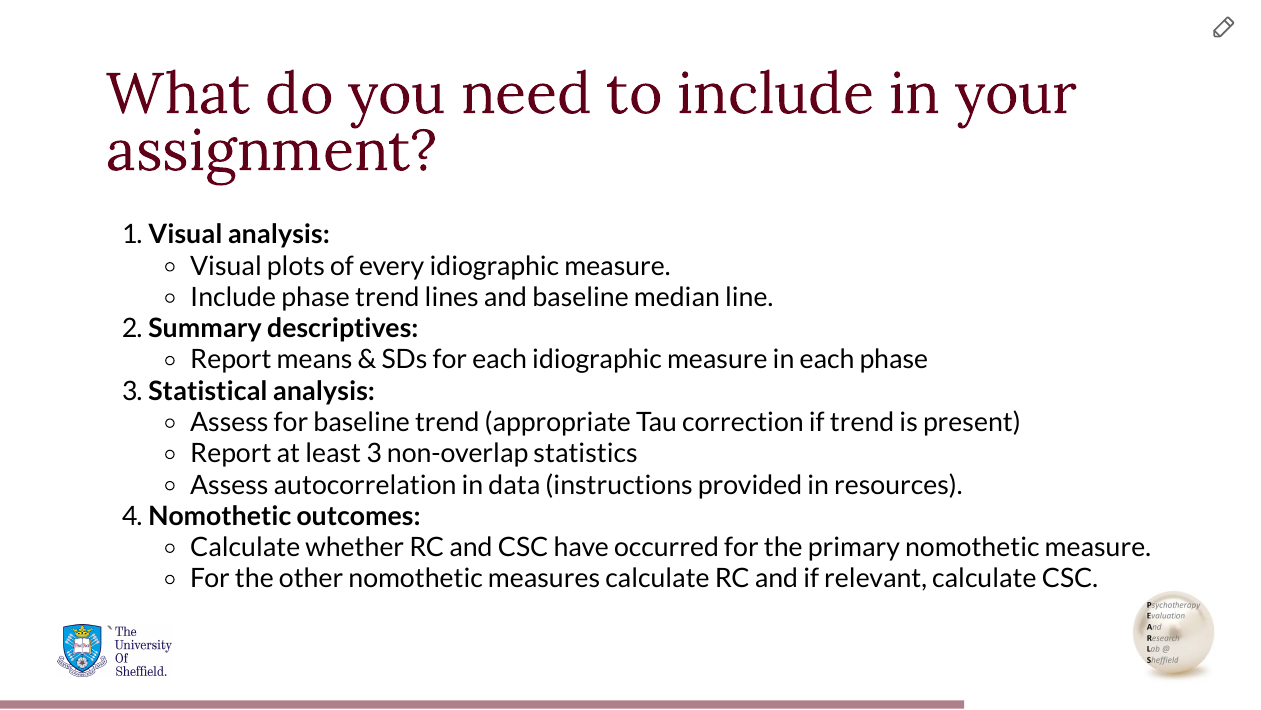 What do you need to include in your
assignment?
1. Visual analysis:
○ Visual plots of every idiographic measure.
○ Include phase trend lines and baseline median line.
2. Summary descriptives:
○ Report means & SDs for each idiographic measure in each phase
3. Statistical analysis:
○ Assess for baseline trend (appropriate Tau correction if trend is present)
○ Report at least 3 non-overlap statistics
○ Assess autocorrelation in data (instructions provided in resources).
4. Nomothetic outcomes:
○ Calculate whether RC and CSC have occurred for the primary nomothetic measure.
○ For the other nomothetic measures calculate RC and if relevant, calculate CSC.
The
University
Of
Sheffield.
Psychotherapy
Evaluation
And
Research
Lab @
Sheffield